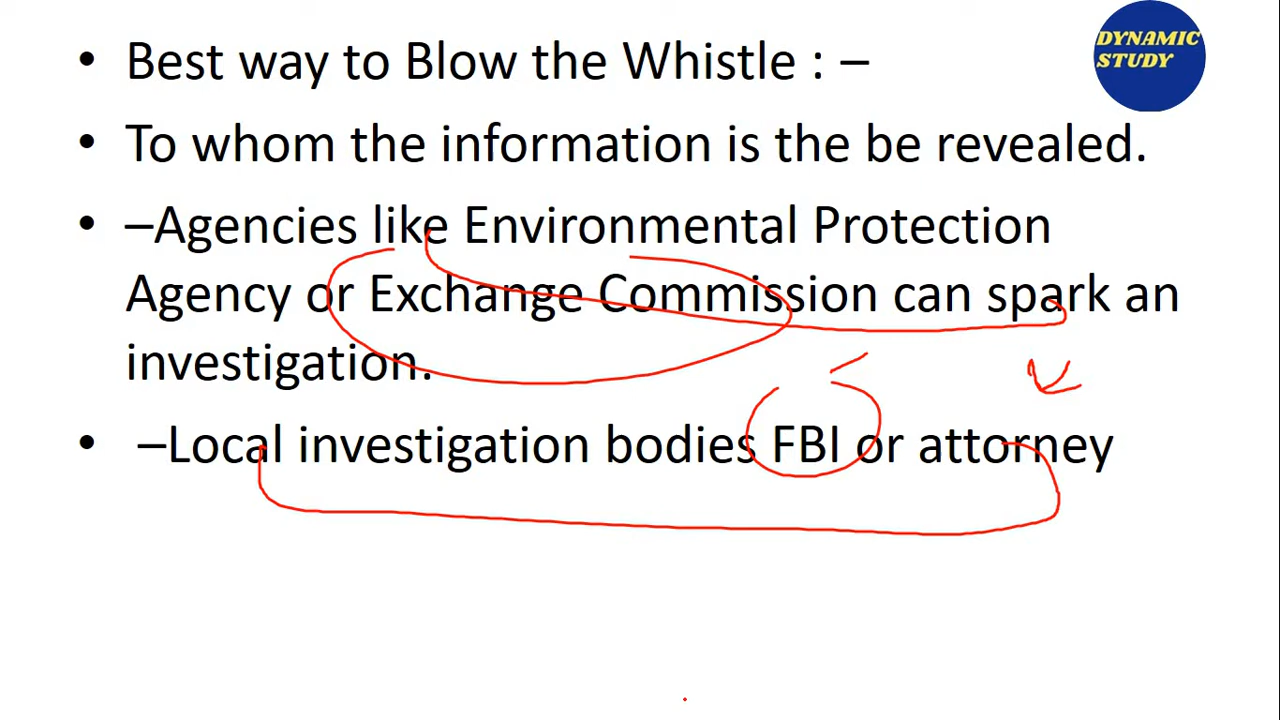 • Best way to Blow the Whistle : –
DYNAMIC
STUDY
• To whom the information is the be revealed.
• –Agencies like Environmental Protection
Agency or Exchange Commission can spark an
investigation.
• –Local investigation bodies FBI or attorney